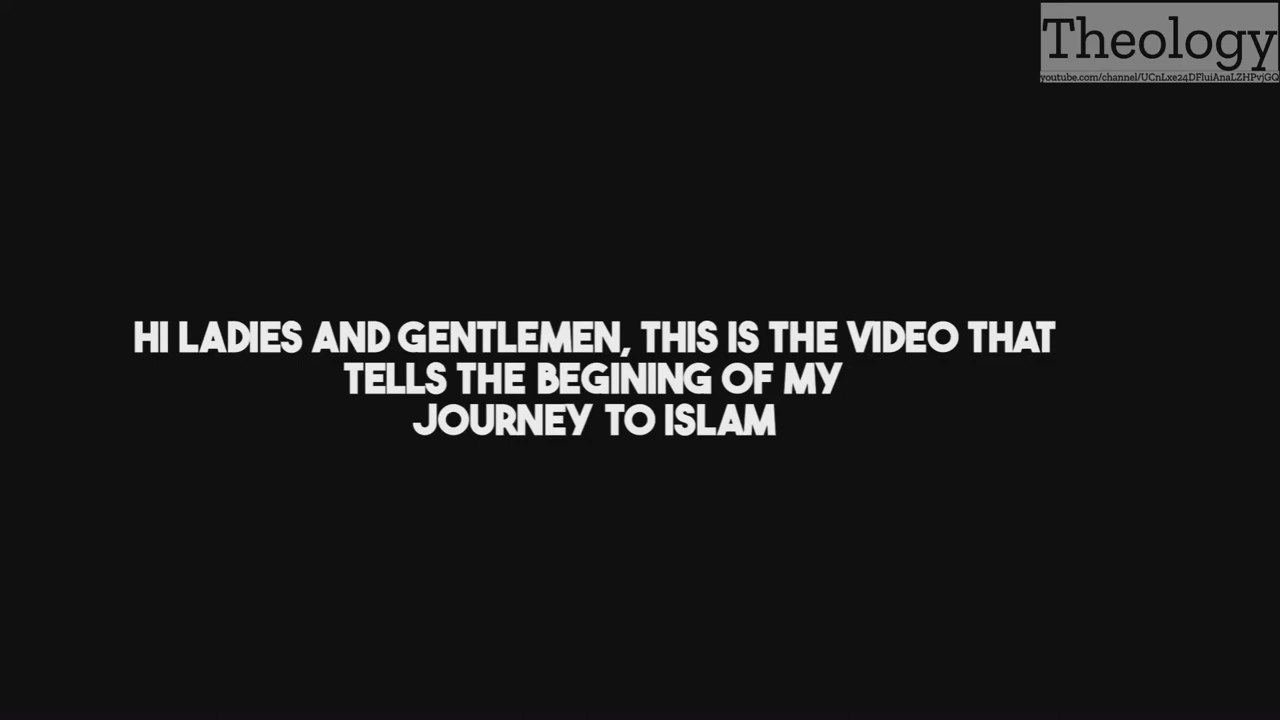 Theology
youtube.com/channel/UCnLxe24DFluiAnaLZHPvjGQ
HI LADIES AND GENTLEMEN, THIS IS THE VIDEO THAT
TELLS THE BEGINING OF MY
JOURNEY TO ISLAM